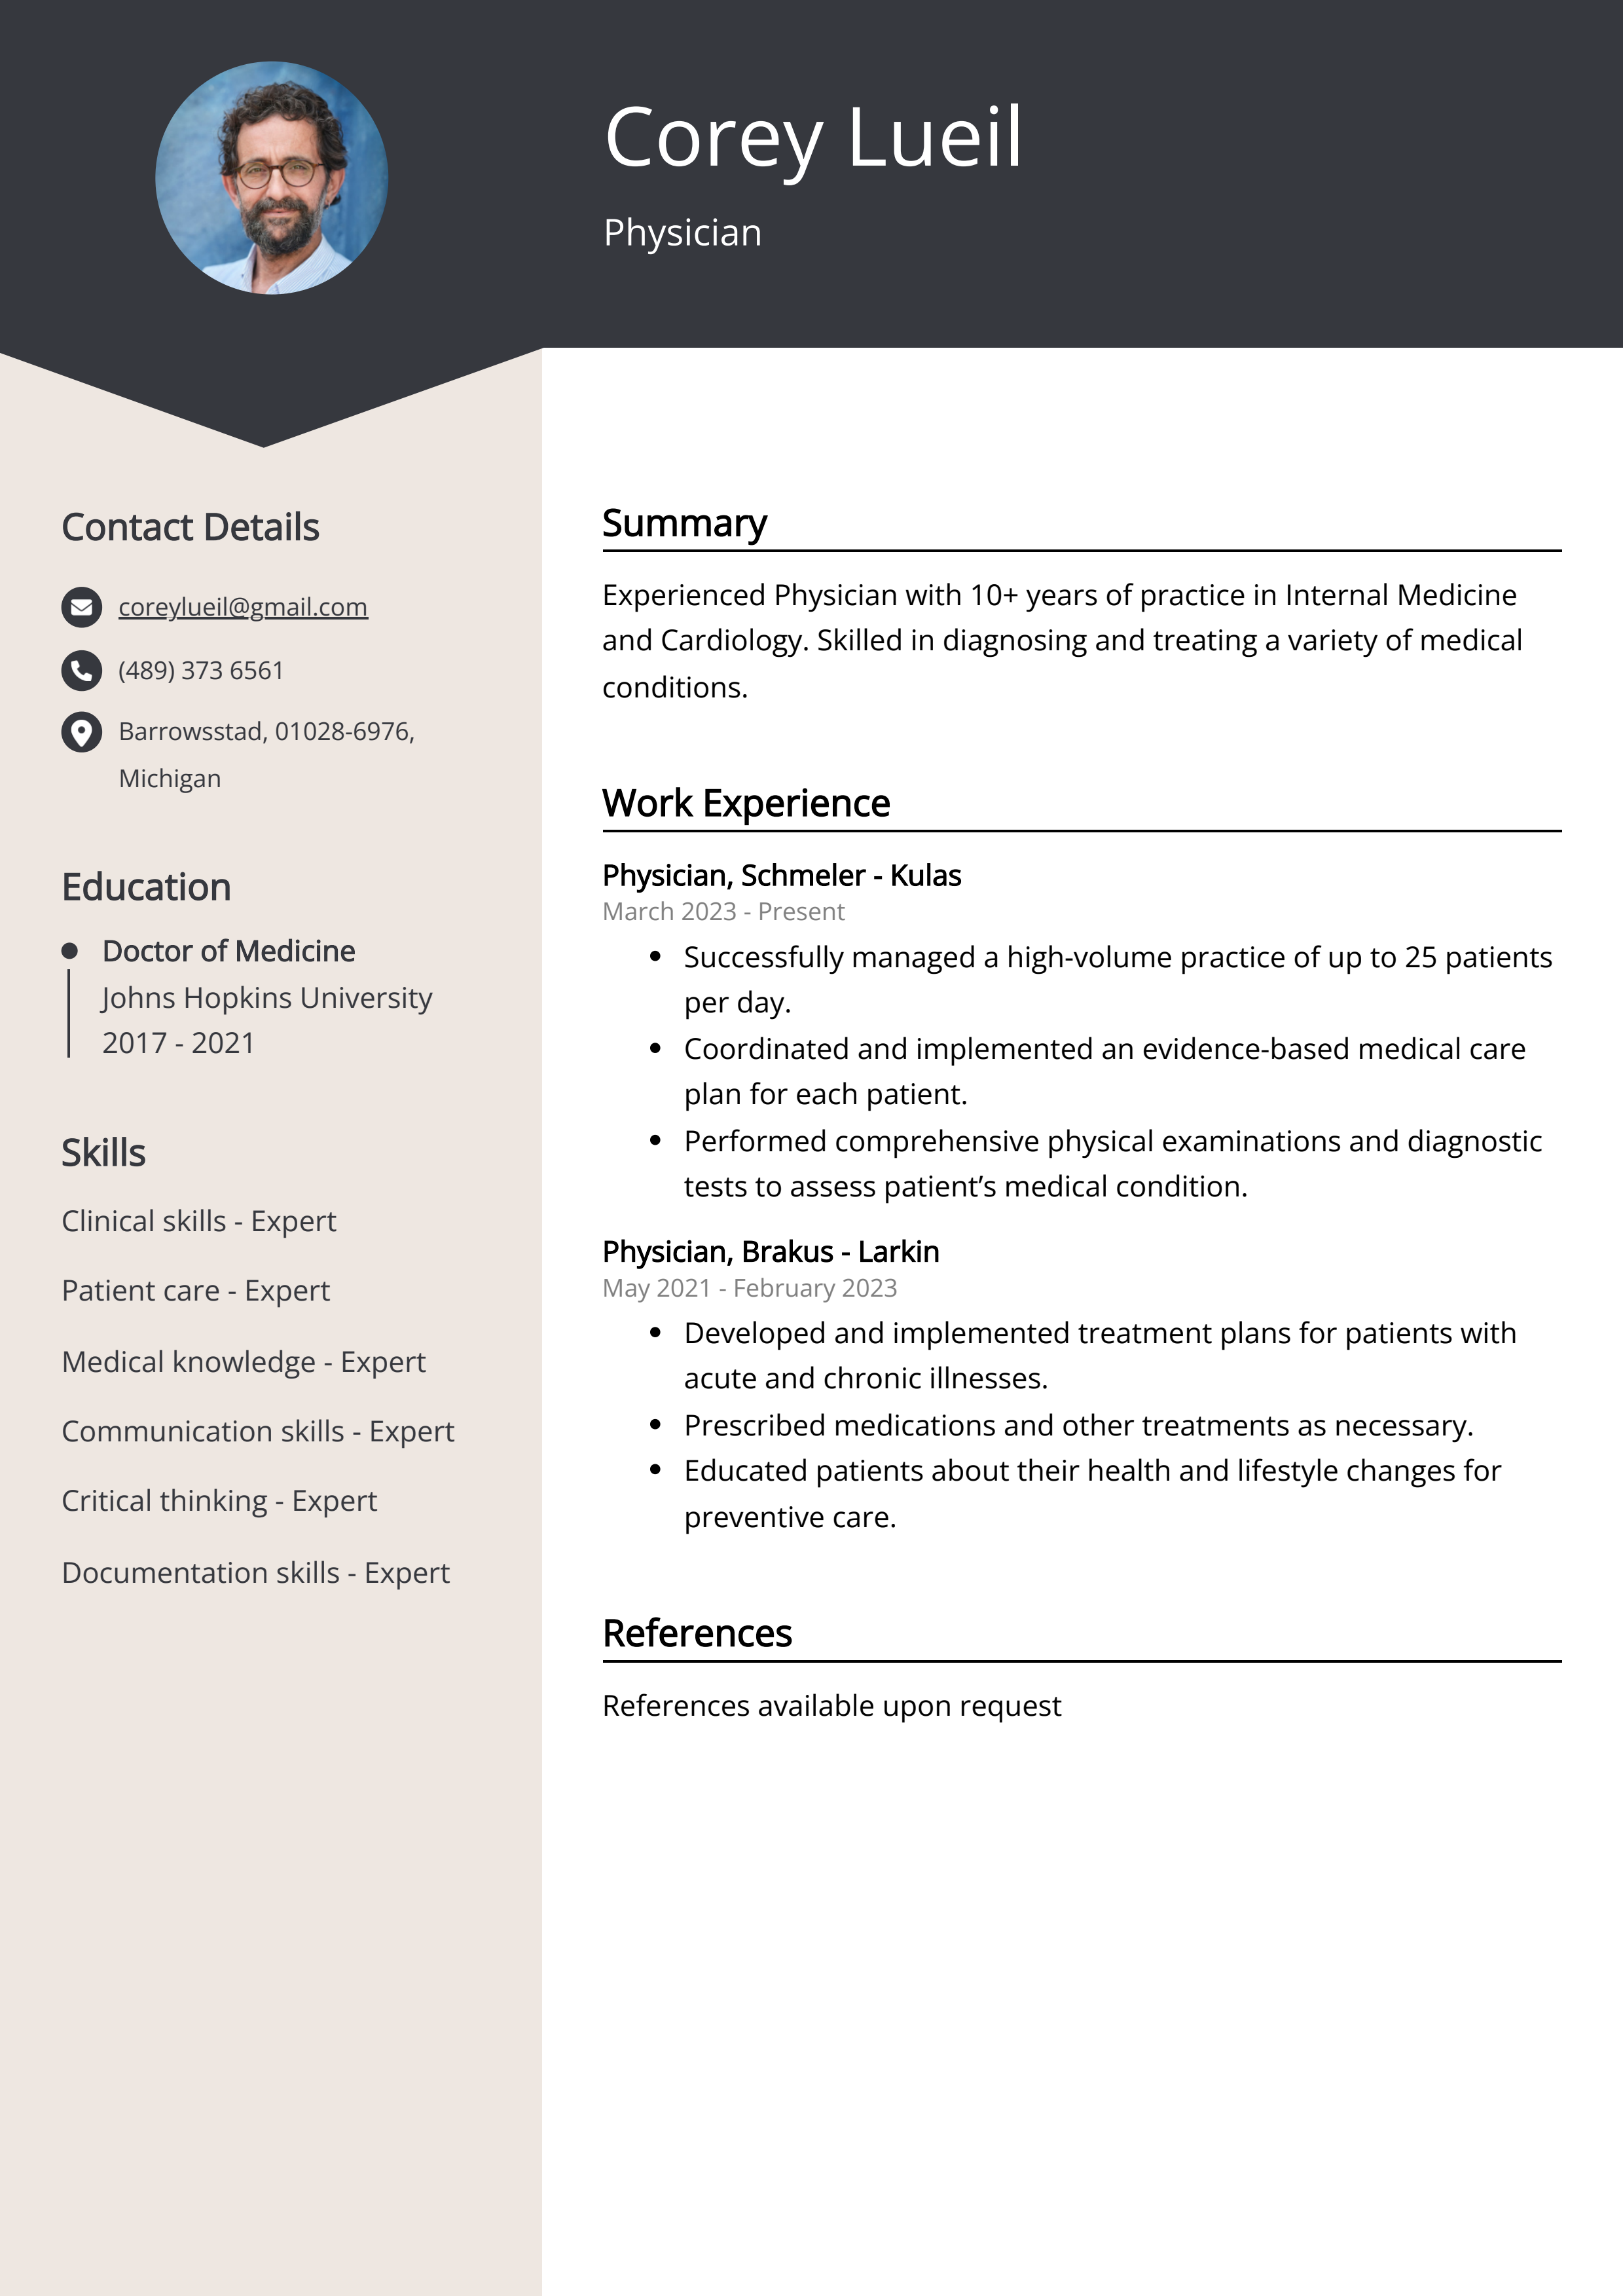 Corey Lueil
Physician
Contact Details
coreylueil@gmail.com
(489) 373 6561
Barrowsstad, 01028-6976,
Michigan
Education
Doctor of Medicine
Johns Hopkins University
2017 - 2021
Skills
Clinical skills - Expert
Patient care - Expert
Medical knowledge - Expert
Communication skills - Expert
Critical thinking - Expert
Documentation skills - Expert
Summary
Experienced Physician with 10+ years of practice in Internal Medicine
and Cardiology. Skilled in diagnosing and treating a variety of medical
conditions.
Work Experience
Physician, Schmeler - Kulas
March 2023 - Present
• Successfully managed a high-volume practice of up to 25 patients
per day.
• Coordinated and implemented an evidence-based medical care
plan for each patient.
• Performed comprehensive physical examinations and diagnostic
tests to assess patient’s medical condition.
Physician, Brakus - Larkin
May 2021 - February 2023
• Developed and implemented treatment plans for patients with
acute and chronic illnesses.
• Prescribed medications and other treatments as necessary.
• Educated patients about their health and lifestyle changes for
preventive care.
References
References available upon request